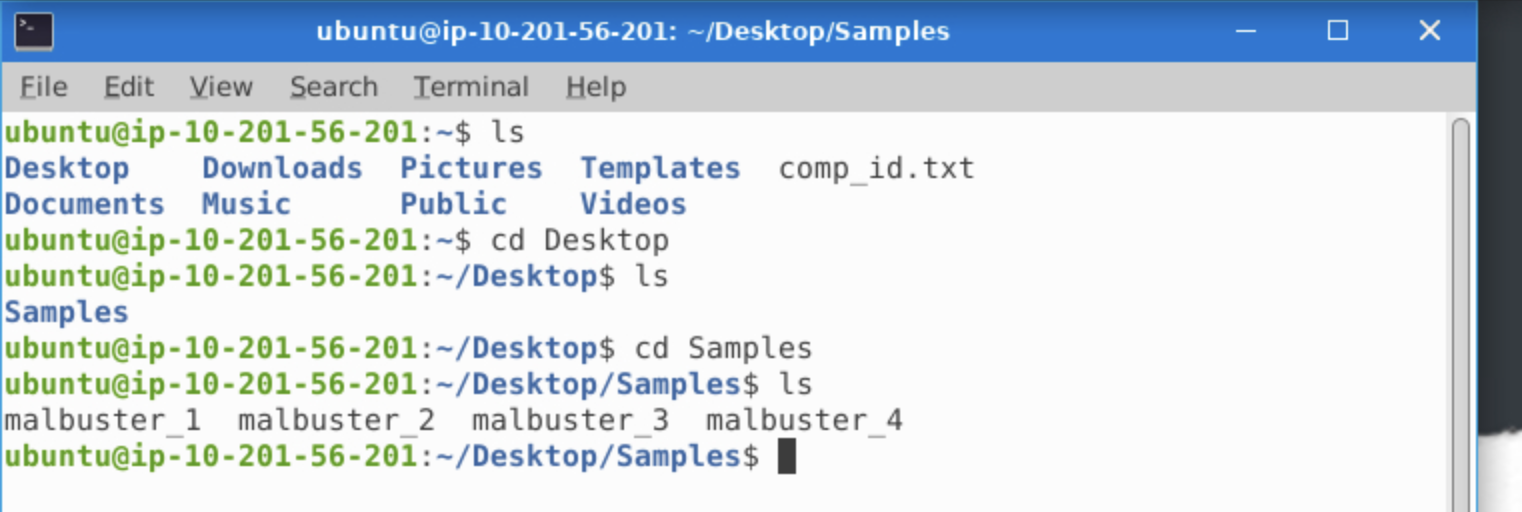 ubuntu@ip-10-201-56-201: ~/Desktop/Samples
File Edit View Search Terminal Help
ubuntu@ip-10-201-56-201:~$ ls
Desktop    Downloads  Pictures  Templates  comp_id.txt
Documents  Music      Public    Videos
ubuntu@ip-10-201-56-201:~$ cd Desktop
ubuntu@ip-10-201-56-201:~/Desktop$ ls
Samples
ubuntu@ip-10-201-56-201:~/Desktop$ cd Samples
ubuntu@ip-10-201-56-201:~/Desktop/Samples$ ls
malbuster_1  malbuster_2  malbuster_3  malbuster_4
ubuntu@ip-10-201-56-201:~/Desktop/Samples$